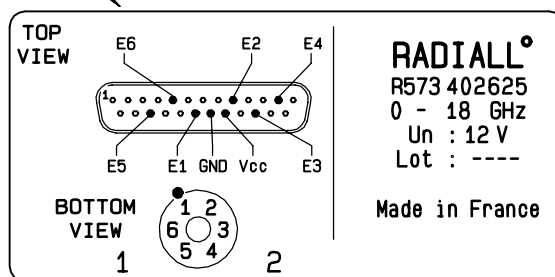 TOP
VIEW
E6 E2 E4
1
E5 E1 GND Vcc E3
BOTTOM
VIEW
1 2
6 3
5 4
1 2
RADIALL°
R573 402625
0 - 18 GHz
Un : 12 V
Lot : ----
Made in France